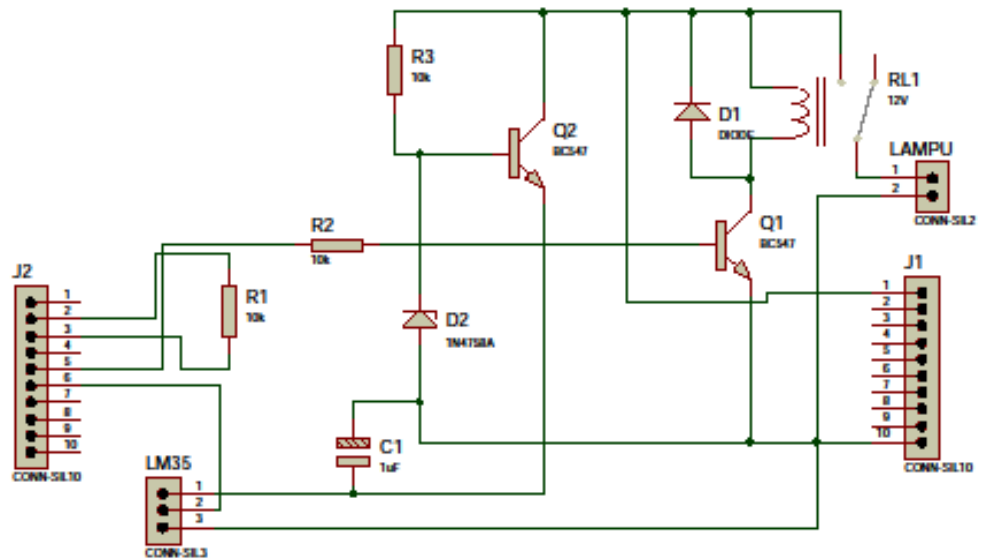 R3
10k
Q2
BC547
D1
DIODE
RL1
12V
LAMPU
1
2
CONN-SIL2
R2
10k
Q1
BC547
J2
1
2
3
4
5
6
7
8
9
10
CONN-SIL10
R1
10k
D2
1N4758A
J1
1
2
3
4
5
6
7
8
9
10
CONN-SIL10
C1
1uF
LM35
1
2
3
CONN-SIL3